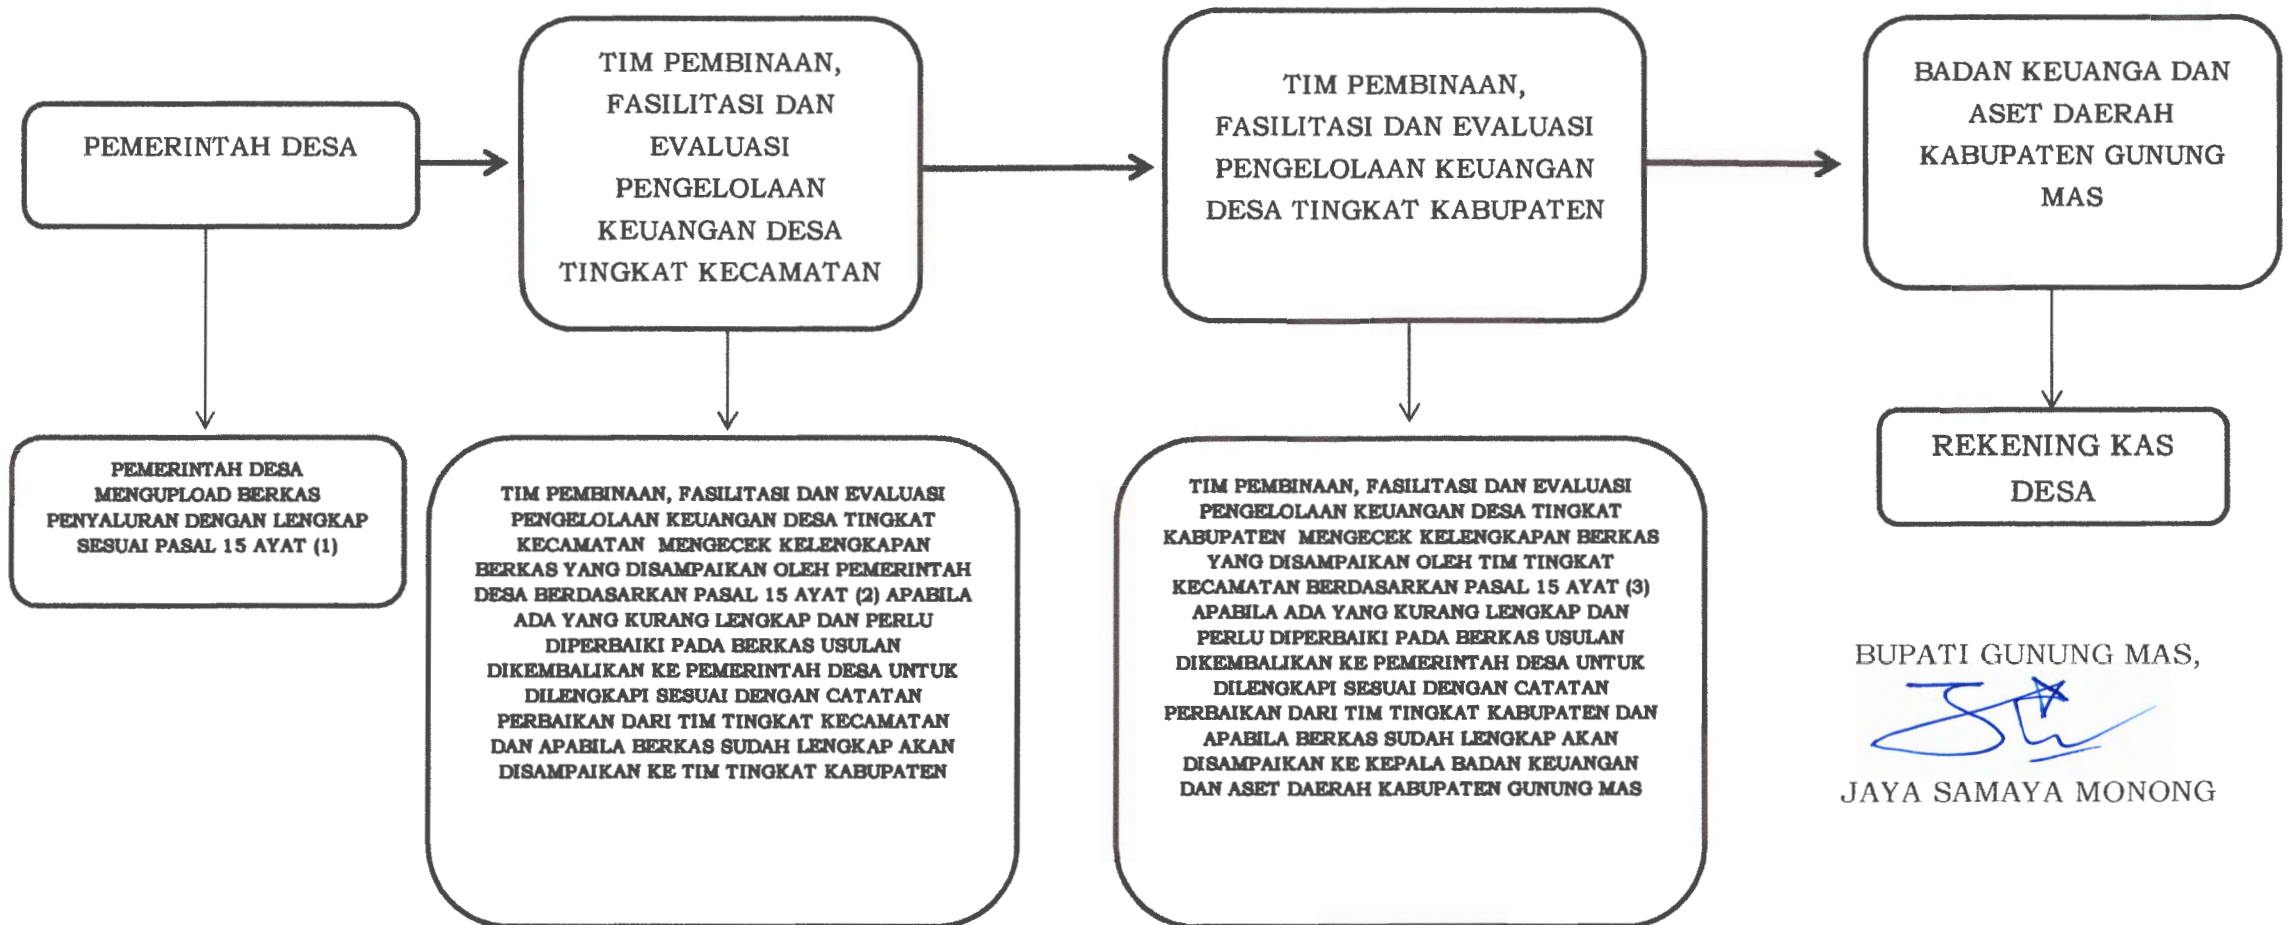 PEMERINTAH DESA
TIM PEMBINAAN,
FASILITASI DAN
EVALUASI
PENGELOLAAN
KEUANGAN DESA
TINGKAT KECAMATAN
TIM PEMBINAAN,
FASILITASI DAN EVALUASI
PENGELOLAAN KEUANGAN
DESA TINGKAT KABUPATEN
BADAN KEUANGA DAN
ASET DAERAH
KABUPATEN GUNUNG
MAS
PEMERINTAH DESA
MENGUPLOAD BERKAS
PENYALURAN DENGAN LENGKAP
SESUAI PASAL 15 AYAT (1)
TIM PEMBINAAN, FASILITASI DAN EVALUASI
PENGELOLAAN KEUANGAN DESA TINGKAT
KECAMATAN MENGECEK KELENGKAPAN
BERKAS YANG DISAMPAIKAN OLEH PEMERINTAH
DESA BERDASARKAN PASAL 15 AYAT (2) APABILA
ADA YANG KURANG LENGKAP DAN PERLU
DIPERBAIKI PADA BERKAS USULAN
DIKEMBALIKAN KE PEMERINTAH DESA UNTUK
DILENGKAPI SESUAI DENGAN CATATAN
PERBAIKAN DARI TIM TINGKAT KECAMATAN
DAN APABILA BERKAS SUDAH LENGKAP AKAN
DISAMPAIKAN KE TIM TINGKAT KABUPATEN
TIM PEMBINAAN, FASILITASI DAN EVALUASI
PENGELOLAAN KEUANGAN DESA TINGKAT
KABUPATEN MENGECEK KELENGKAPAN BERKAS
YANG DISAMPAIKAN OLEH TIM TINGKAT
KECAMATAN BERDASARKAN PASAL 15 AYAT (3)
APABILA ADA YANG KURANG LENGKAP DAN
PERLU DIPERBAIKI PADA BERKAS USULAN
DIKEMBALIKAN KE PEMERINTAH DESA UNTUK
DILENGKAPI SESUAI DENGAN CATATAN
PERBAIKAN DARI TIM TINGKAT KABUPATEN DAN
APABILA BERKAS SUDAH LENGKAP AKAN
DISAMPAIKAN KE KEPALA BADAN KEUANGAN
DAN ASET DAERAH KABUPATEN GUNUNG MAS
REKENING KAS
DESA
BUPATI GUNUNG MAS,
JAYA SAMAYA MONONG